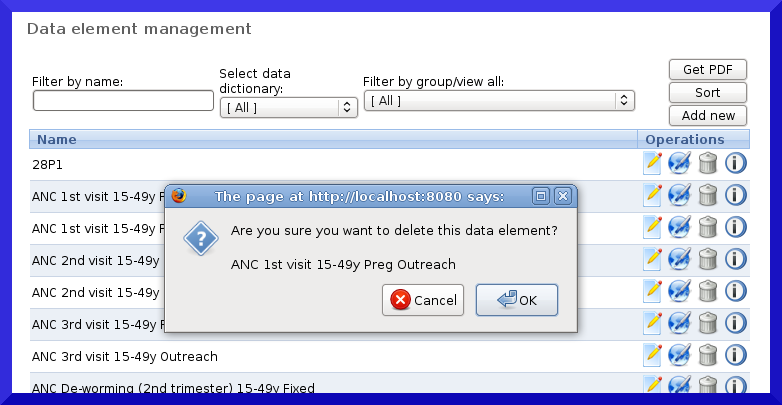 Data element management
Filter by name:
Select data
dictionary:
Filter by group/view all:
[ All ]
[ All ]
Get PDF
Sort
Add new
Name
Operations
28P1
ANC 1st visit 15-49y
ANC 1st visit 15-49y
ANC 2nd visit 15-49y
ANC 2nd visit 15-49y
ANC 3rd visit 15-49y
ANC 3rd visit 15-49y Outreach
ANC De-worming (2nd trimester) 15-49y Fixed
The page at http://localhost:8080 says:
Are you sure you want to delete this data element?
ANC 1st visit 15-49y Preg Outreach
Cancel
OK